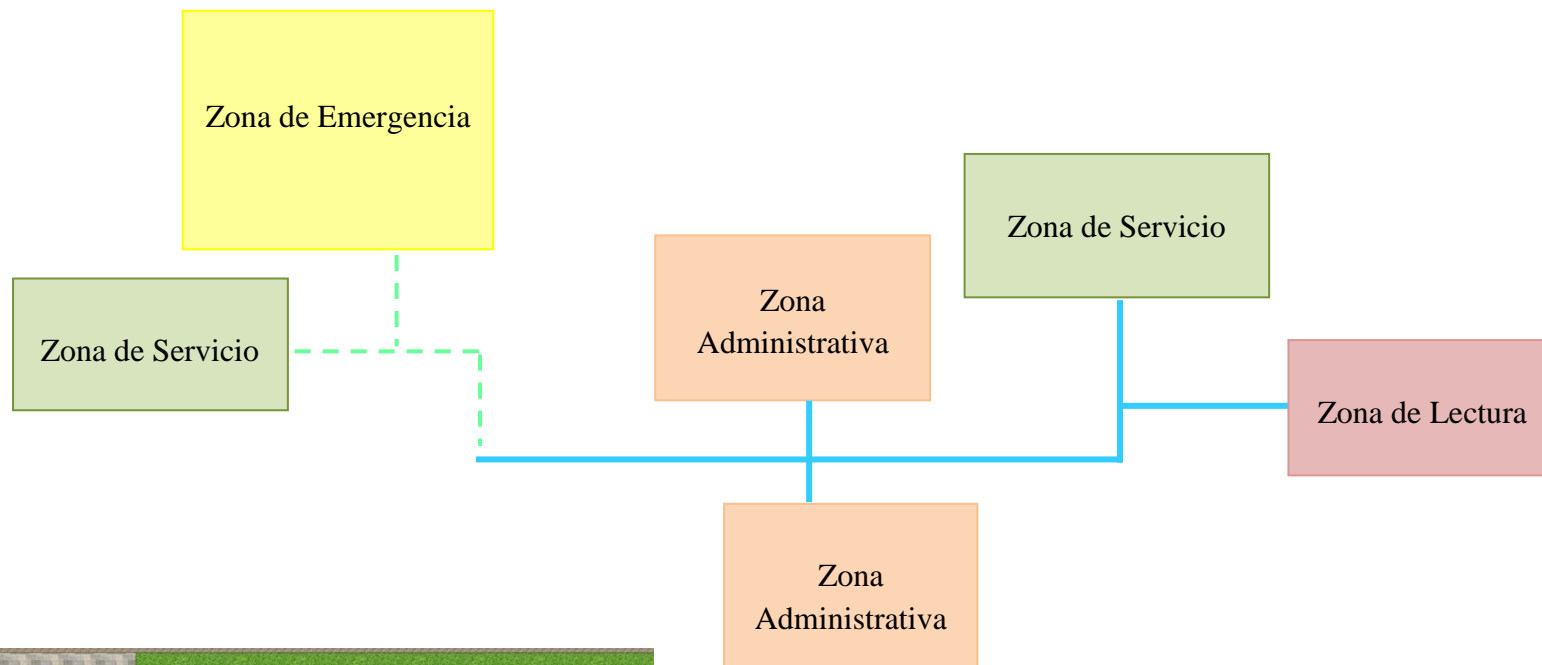 Zona de Emergencia
Zona de Servicio
Zona
Administrativa
Zona de Servicio
Zona de Lectura
Zona
Administrativa